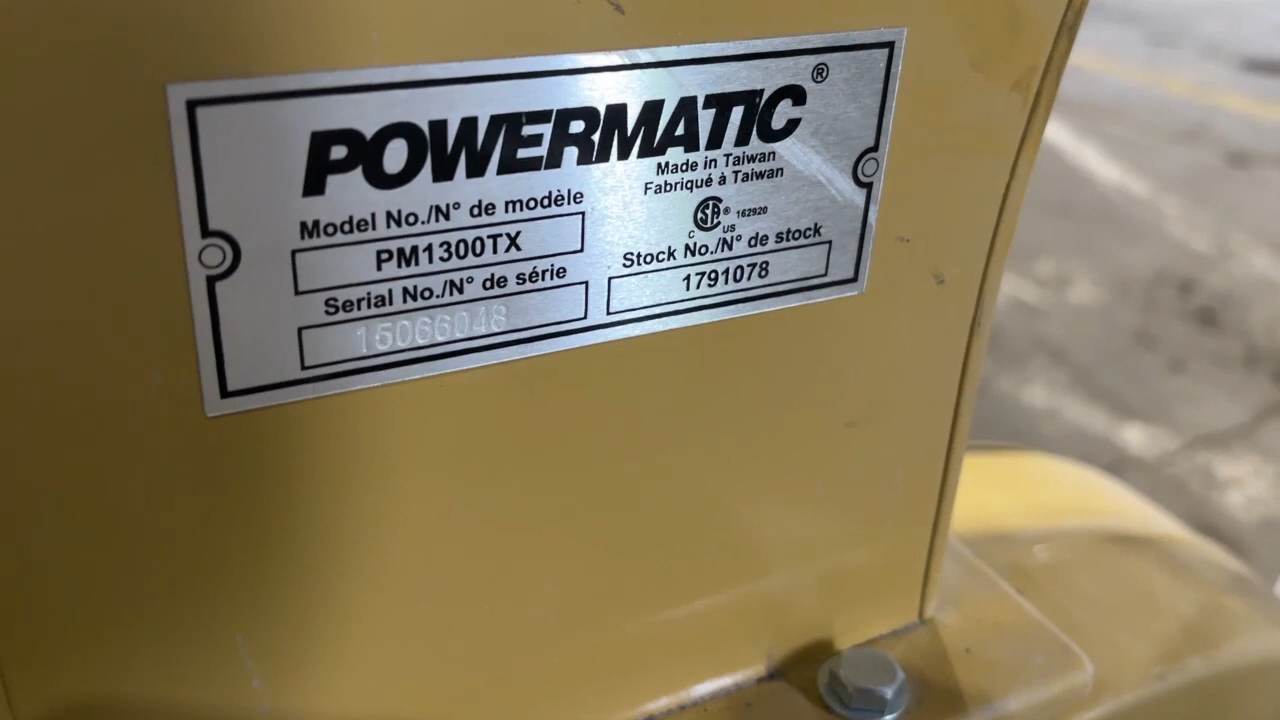 POWERMATIC®
Made in Taiwan
Fabriqué à Taiwan
Model No./N° de modèle
PM1300TX
SA® 162920
C US
Stock No./N° de stock
1791078
Serial No./N° de série
15066048